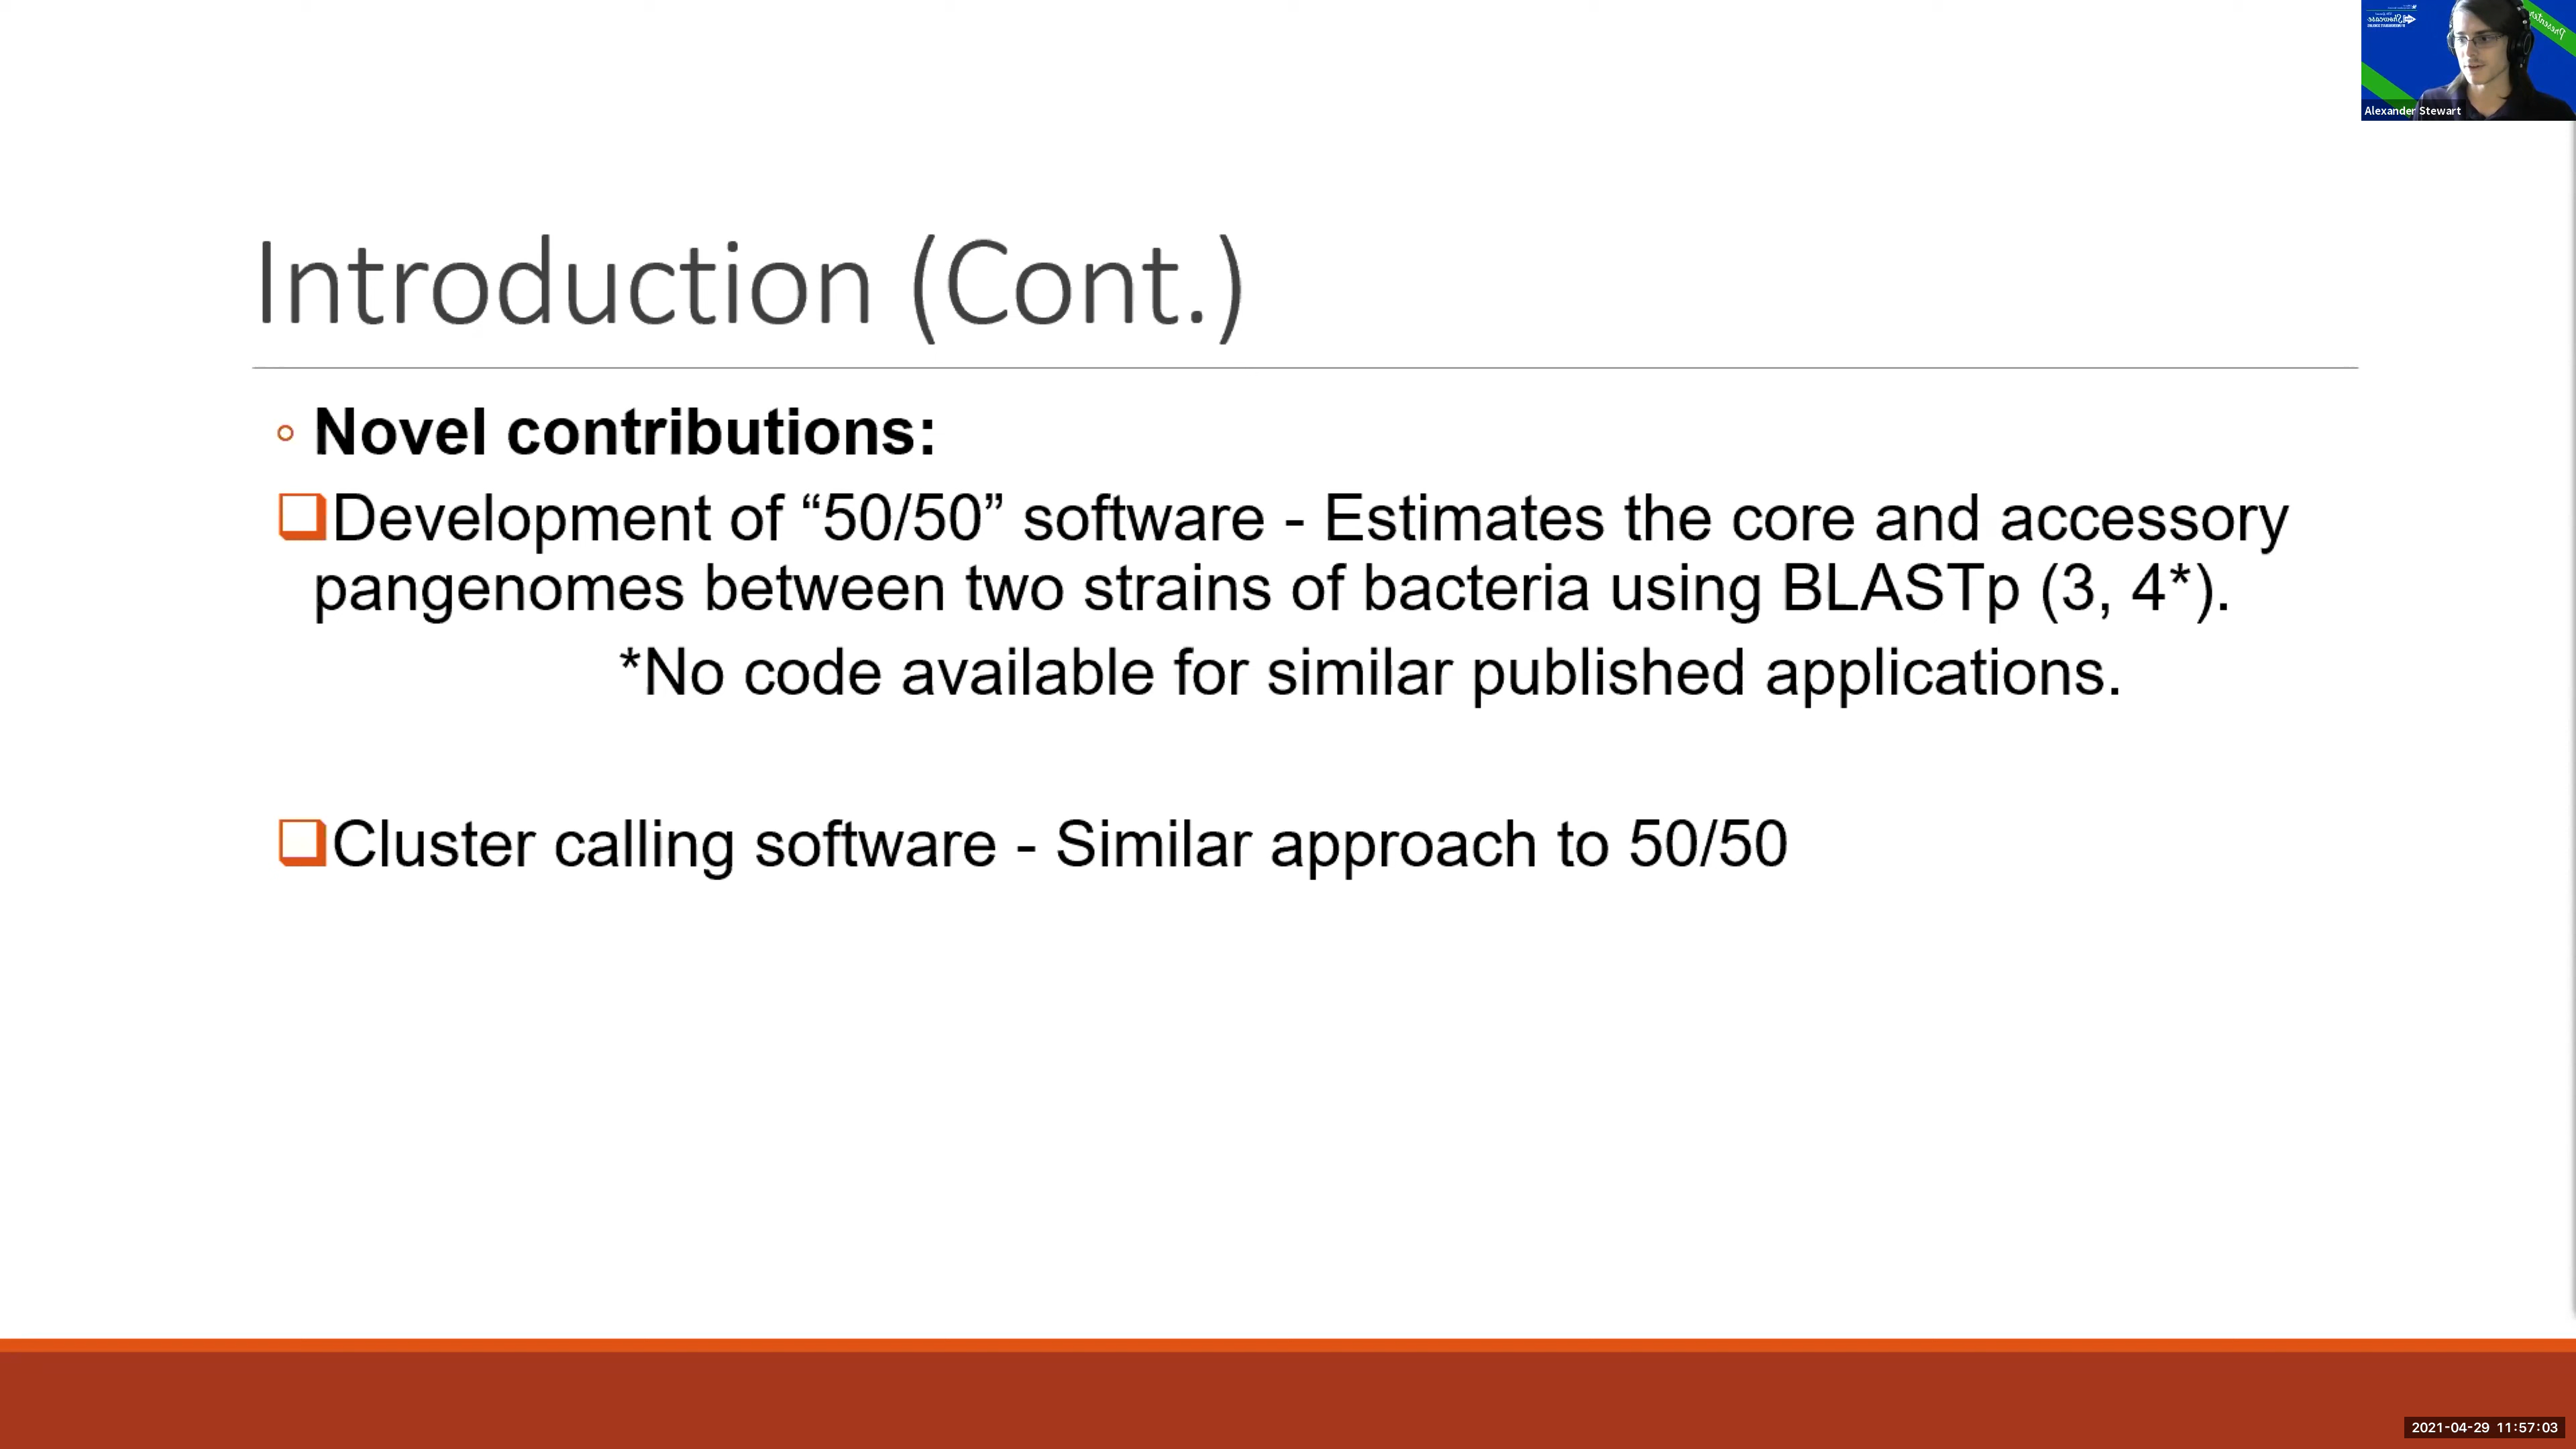 Alexander Stewart
Introduction (Cont.)
Novel contributions:
Development of “50/50” software - Estimates the core and accessory
pangenomes between two strains of bacteria using BLASTp (3, 4*).
*No code available for similar published applications.
Cluster calling software - Similar approach to 50/50
2021-04-29 11:57:03